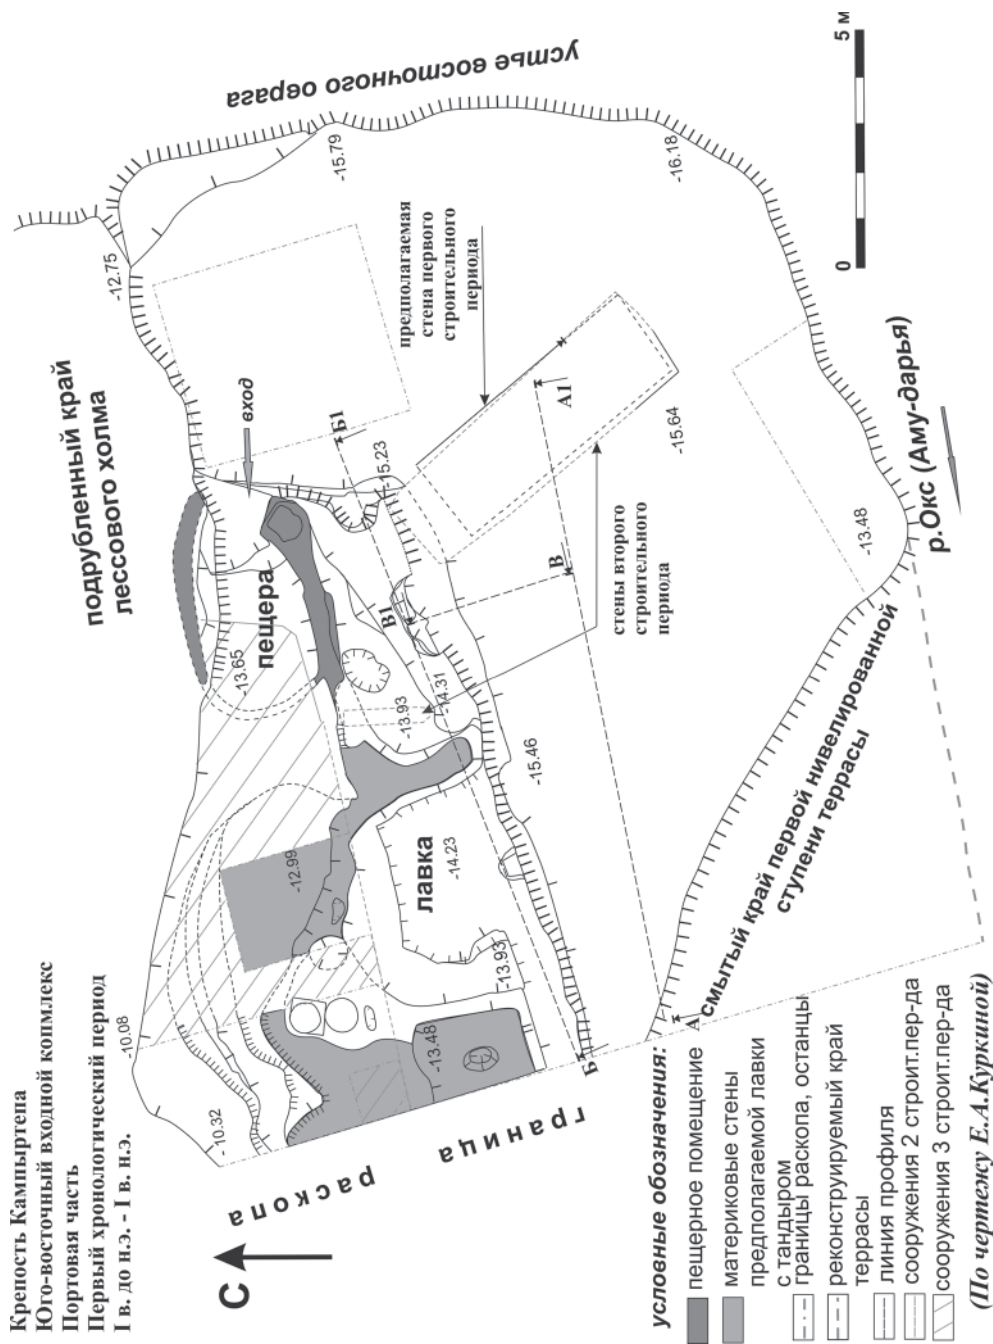 Крепость Кампыртепа
Юго-восточный входной копмлекс
Портовая часть
Первый хронологический период
I в. до н.э. - I в. н.э.
С
граница раскопа
-10.08
-10.32
-12.99
-13.48
-13.93
лавка
-14.23
-15.46
-13.93
-14.31
-13.65
пещера
подрубленный край
лессового холма
вход
-12.75
-15.79
устье восточного оврага
-15.23
Б1
Б
В1
В
А1
А
предполагаемая
стена первого
строительного
периода
стены второго
строительного
периода
-15.64
-16.18
-13.48
р.Окс (Аму-дарья)
смытый край первой нивелированной
ступени террасы
0
5 м
условные обозначения:
пещерное помещение
материковые стены
предполагаемой лавки
с тандыром
границы раскопа, останцы
реконструируемый край
террасы
линия профиля
сооружения 2 строит.пер-да
сооружения 3 строит.пер-да
(По чертежу Е.А.Куркиной)